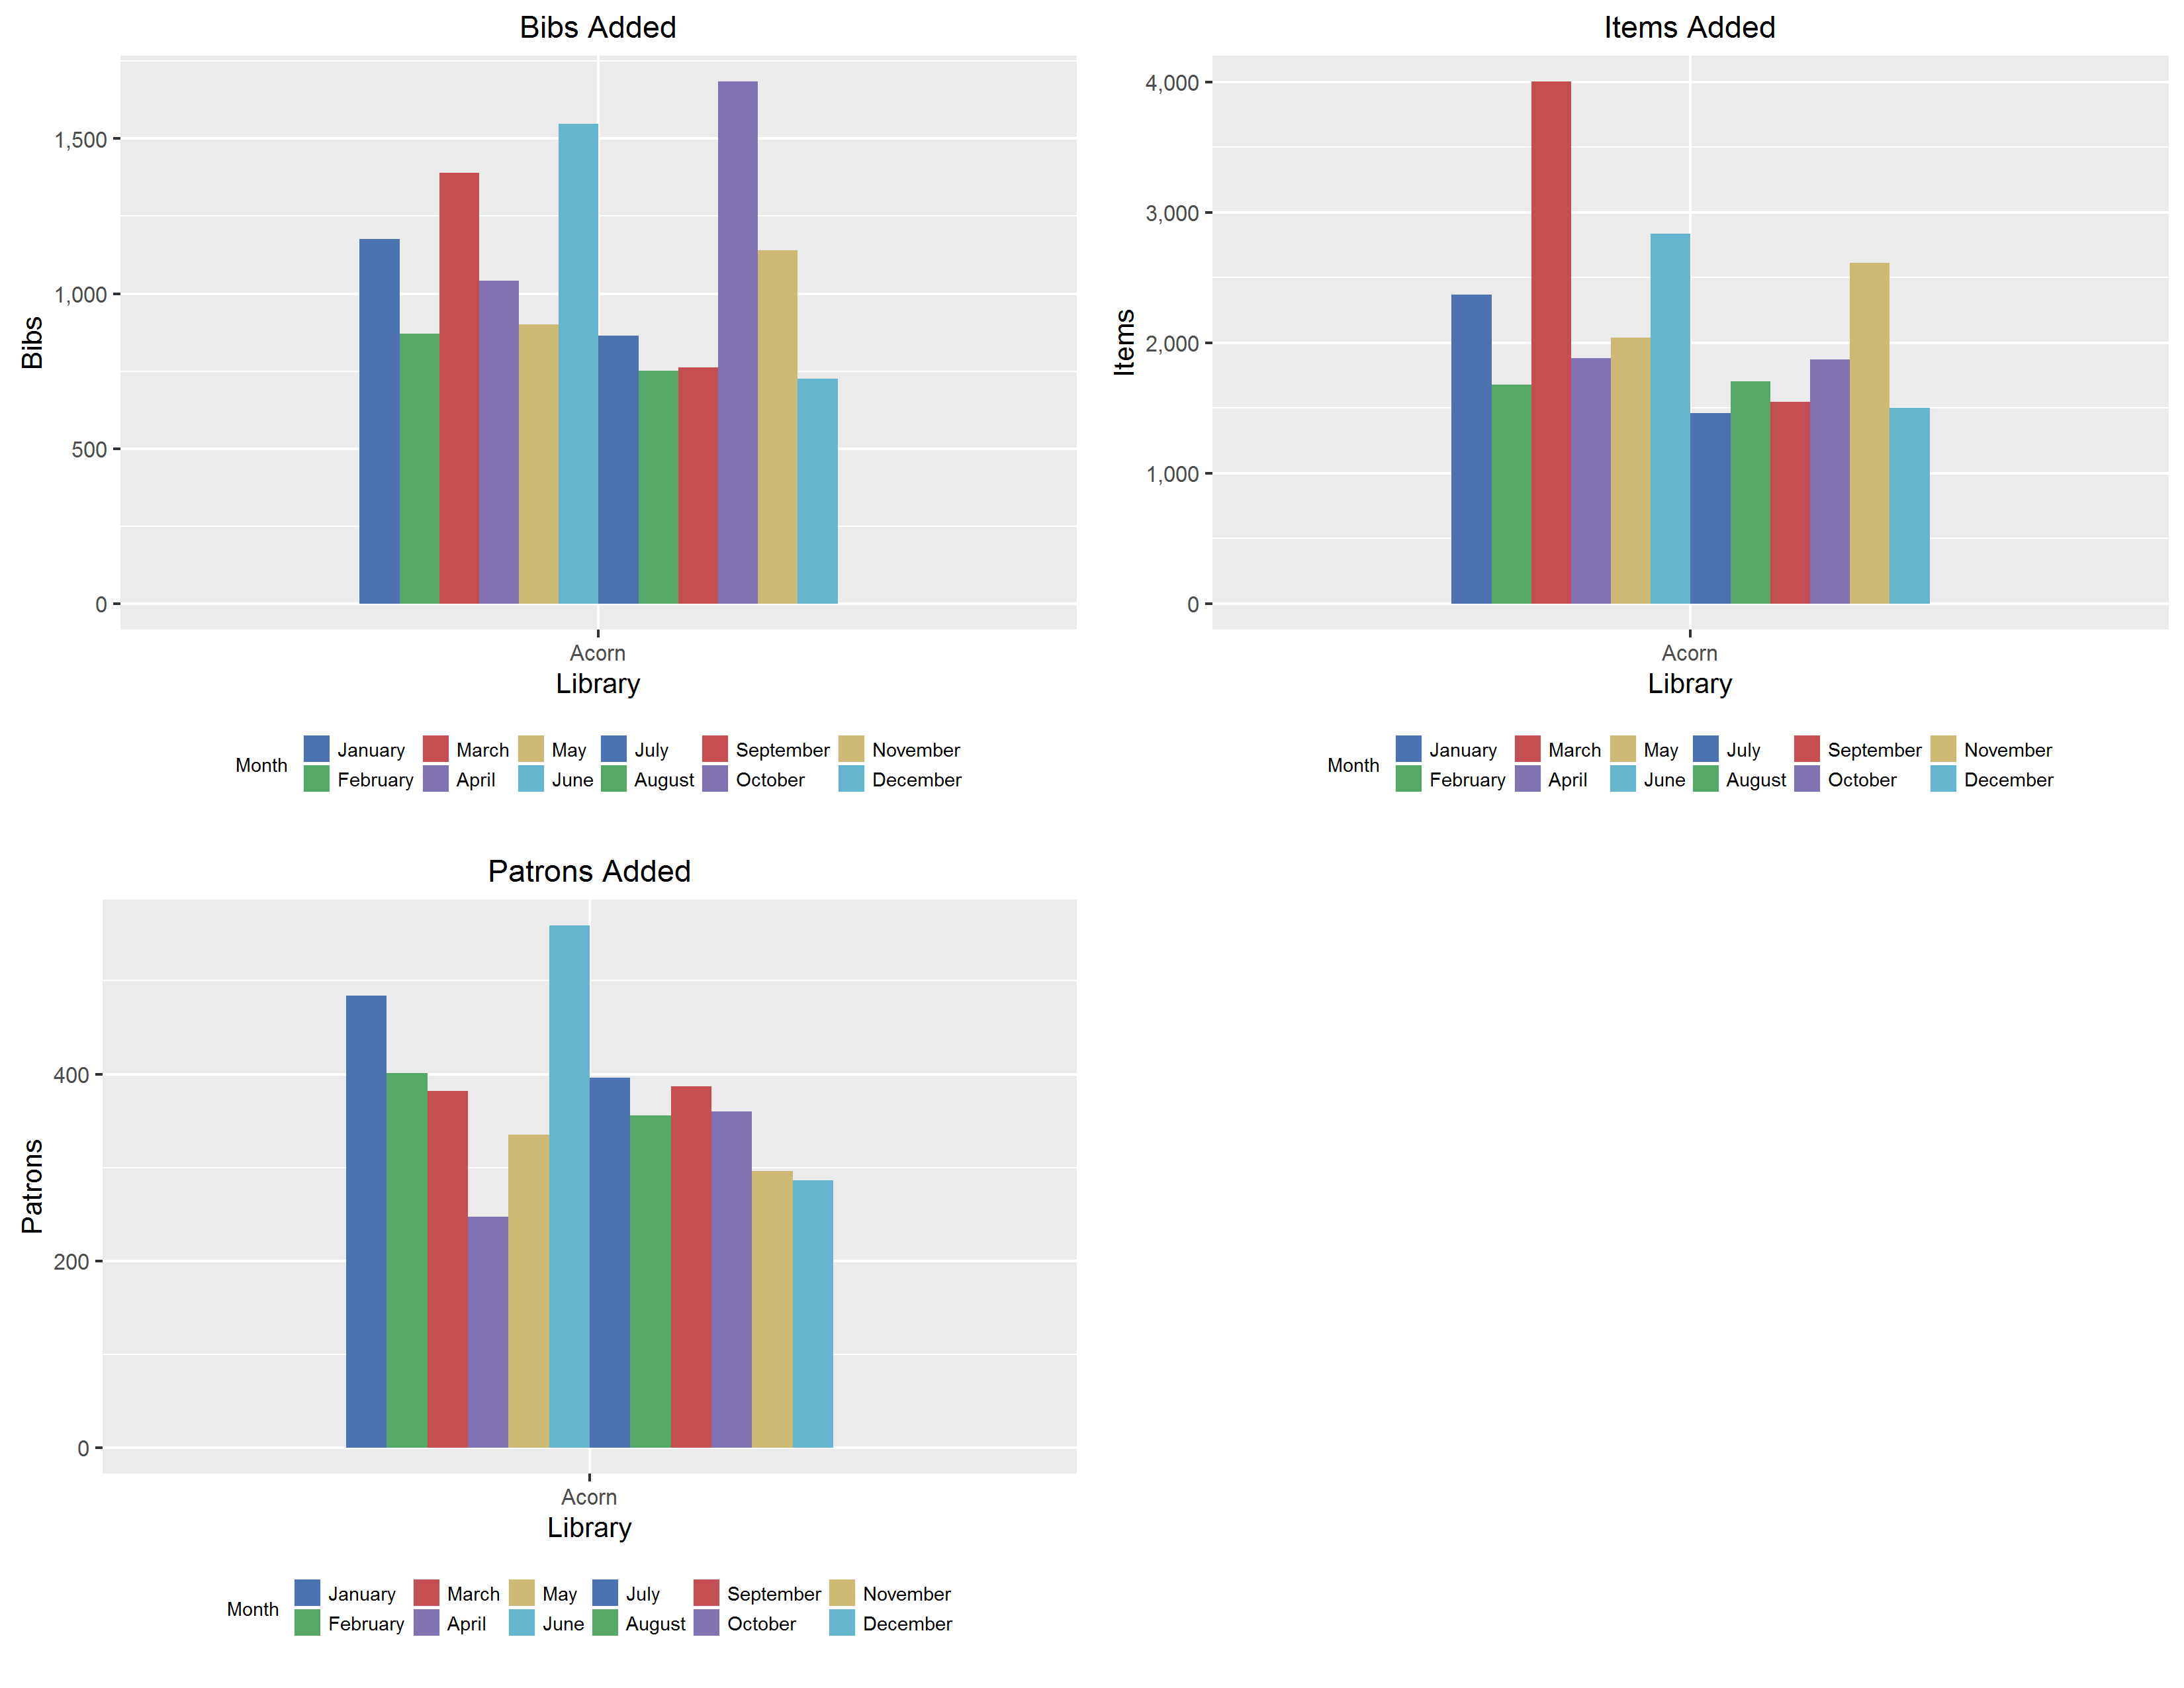 Bibs Added
Bibs
1,500
1,000
500
0
Acorn
Library
Month
January March May July September November
February April June August October December
Items Added
Items
4,000
3,000
2,000
1,000
0
Acorn
Library
Month
January March May July September November
February April June August October December
Patrons Added
Patrons
400
200
0
Acorn
Library
Month
January March May July September November
February April June August October December